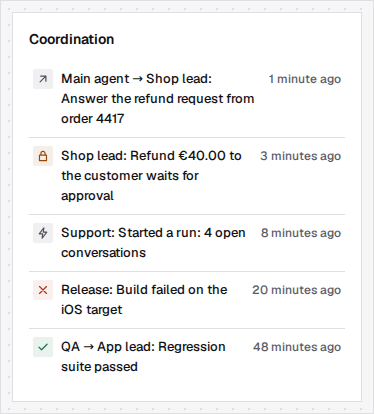 Coordination
Main agent → Shop lead: 1 minute ago
Answer the refund request from
order 4417
Shop lead: Refund €40.00 to 3 minutes ago
the customer waits for
approval
Support: Started a run: 4 open 8 minutes ago
conversations
Release: Build failed on the 20 minutes ago
iOS target
QA → App lead: Regression 48 minutes ago
suite passed